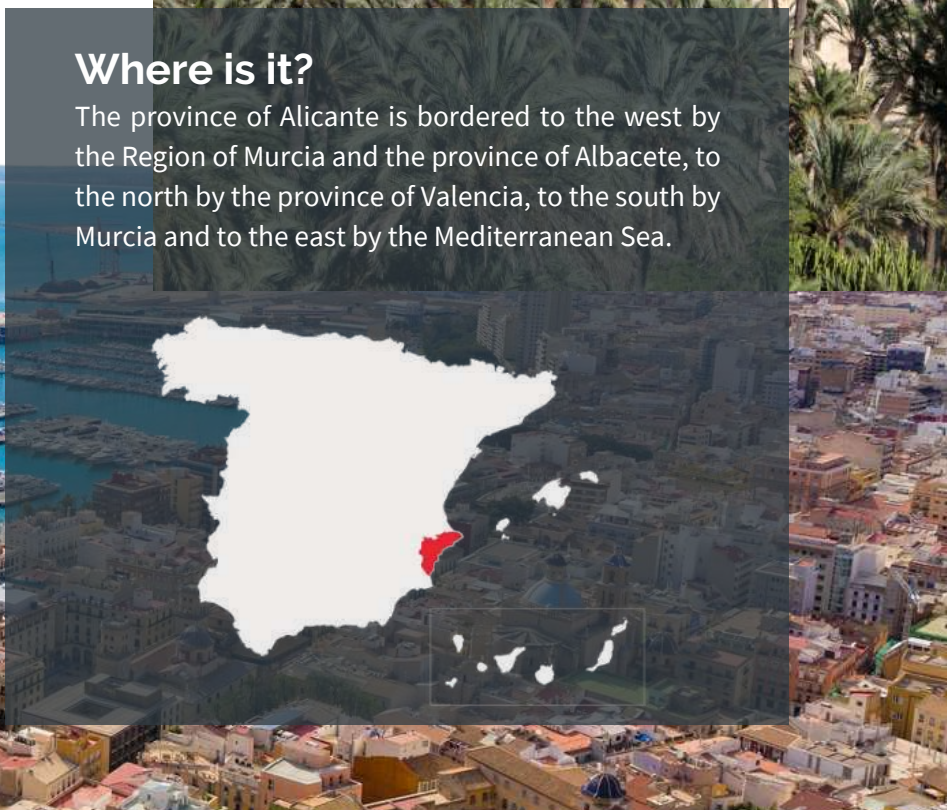 Where is it?
The province of Alicante is bordered to the west by
the Region of Murcia and the province of Albacete, to
the north by the province of Valencia, to the south by
Murcia and to the east by the Mediterranean Sea.